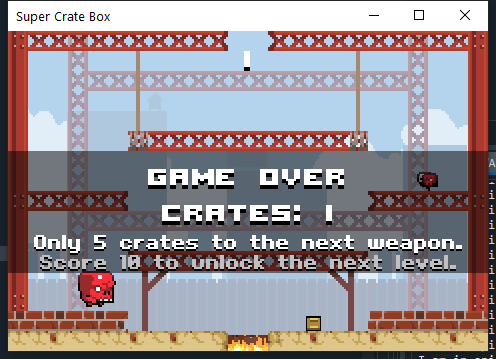 Super Crate Box
1
GAME OVER
CRATES: 1
Only 5 crates to the next weapon.
Score 10 to unlock the next level.